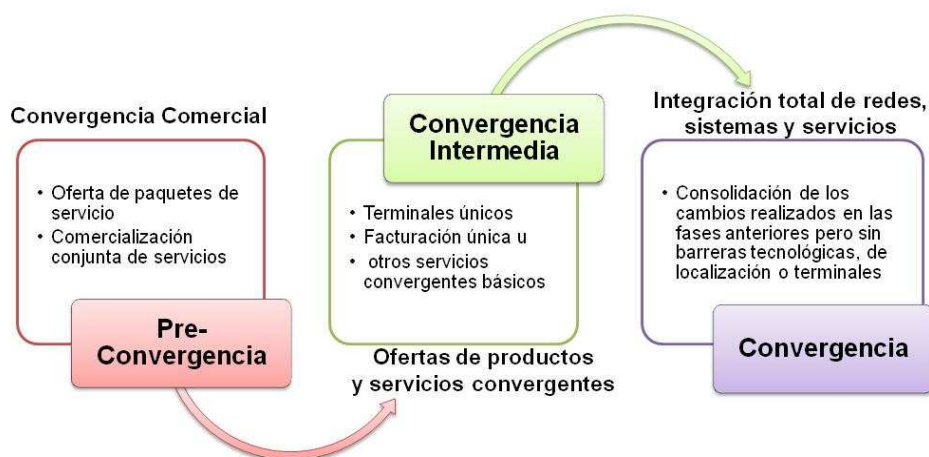 Convergencia Comercial
• Oferta de paquetes de
servicio
• Comercialización
conjunta de servicios
Pre-
Convergencia
Convergencia
Intermedia
• Terminales únicos
• Facturación única u
• otros servicios
convergentes básicos
Ofertas de productos
y servicios convergentes
Integración total de redes,
sistemas y servicios
• Consolidación de los
cambios realizados en las
fases anteriores pero sin
barreras tecnológicas, de
localización o terminales
Convergencia